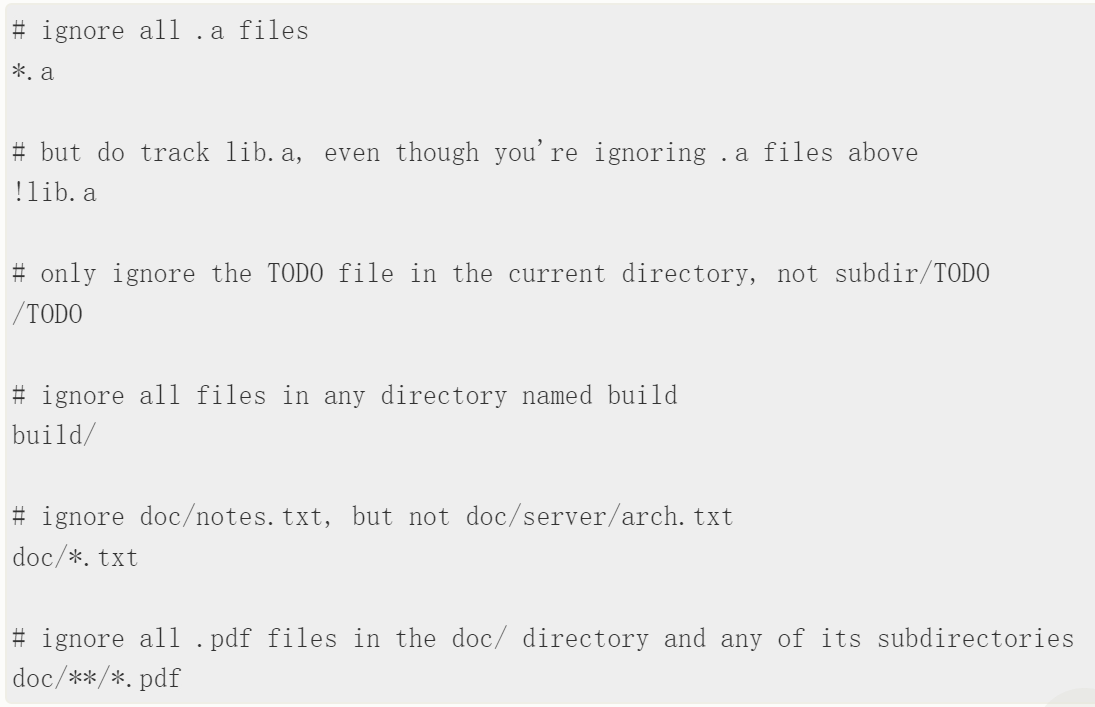 # ignore all .a files
*.a
# but do track lib.a, even though you're ignoring .a files above
!lib.a
# only ignore the TODO file in the current directory, not subdir/TODO
/TODO
# ignore all files in any directory named build
build/
# ignore doc/notes.txt, but not doc/server/arch.txt
doc/*.txt
# ignore all .pdf files in the doc/ directory and any of its subdirectories
doc/**/*.pdf